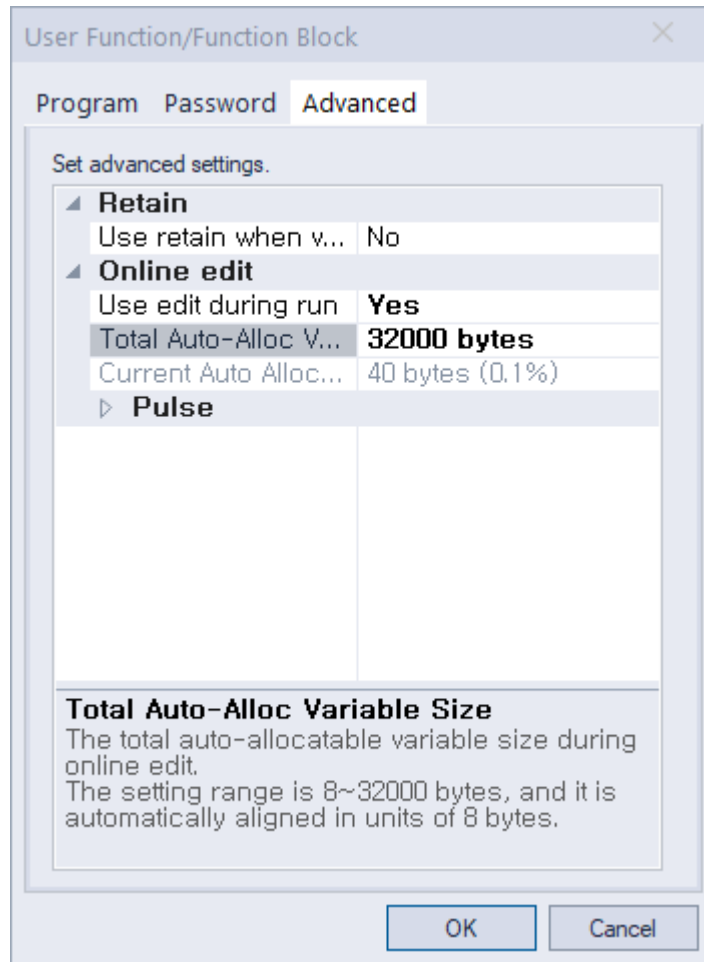 User Function/Function Block
Program Password Advanced
Set advanced settings.
Retain
Use retain when v... No
Online edit
Use edit during run Yes
Total Auto-Alloc V... 32000 bytes
Current Auto Alloc... 40 bytes (0.1%)
Pulse
Total Auto-Alloc Variable Size
The total auto-allocatable variable size during
online edit.
The setting range is 8~32000 bytes, and it is
automatically aligned in units of 8 bytes.
OK Cancel